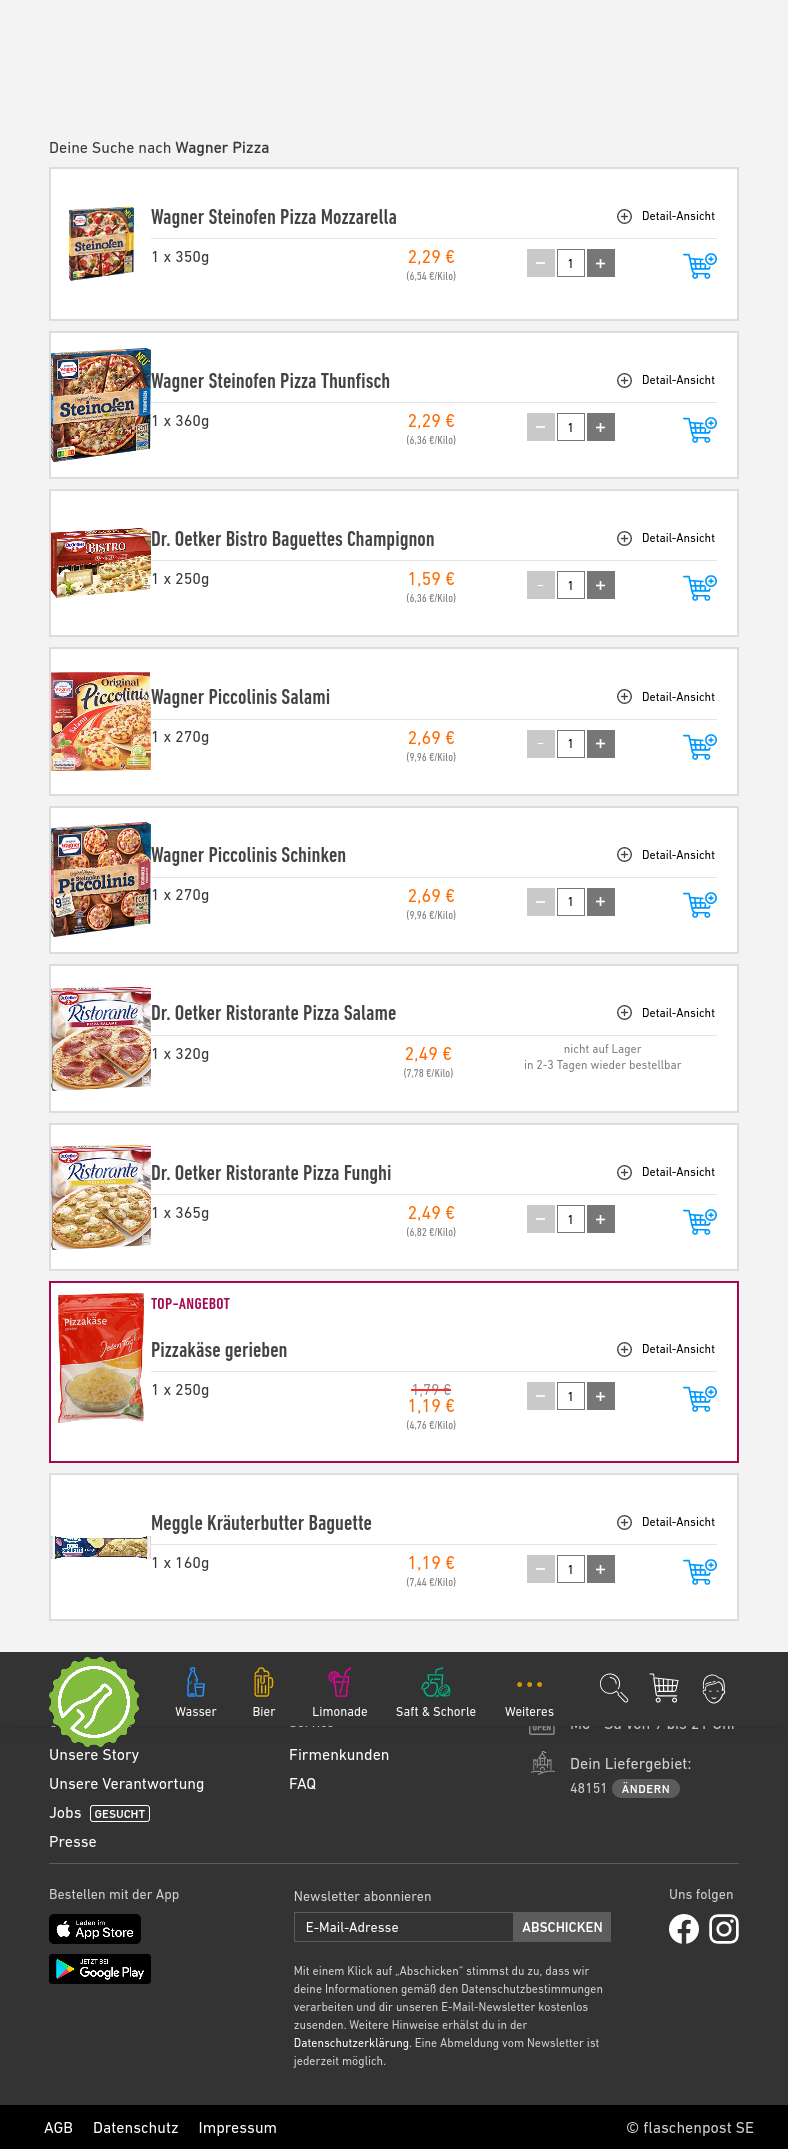 Deine Suche nach Wagner Pizza
Wagner Steinofen Pizza Mozzarella
Detail-Ansicht
1 x 350g
2,29 €
(6,54 €/Kilo)
1
Steinofen
Wagner Steinofen Pizza Thunfisch
Detail-Ansicht
1 x 360g
2,29 €
(6,36 €/Kilo)
1
NEU
Wagner
Steinofen
Dr. Oetker Bistro Baguettes Champignon
Detail-Ansicht
1 x 250g
1,59 €
(6,36 €/Kilo)
1
BISTRO
Wagner Piccolinis Salami
Detail-Ansicht
1 x 270g
2,69 €
(9,96 €/Kilo)
1
Original
Piccolinis
Salami
Wagner Piccolinis Schinken
Detail-Ansicht
1 x 270g
2,69 €
(9,96 €/Kilo)
1
Wagner
Piccolinis
9
Dr. Oetker Ristorante Pizza Salame
Detail-Ansicht
1 x 320g
2,49 €
(7,78 €/Kilo)
nicht auf Lager
in 2-3 Tagen wieder bestellbar
Ristorante
PIZZA SALAME
Dr. Oetker Ristorante Pizza Funghi
Detail-Ansicht
1 x 365g
2,49 €
(6,82 €/Kilo)
1
Ristorante
TOP-ANGEBOT
Pizzakäse gerieben
Detail-Ansicht
1 x 250g
1,79 €
1,19 €
(4,76 €/Kilo)
1
Pizzakäse
Jeden Tag
Meggle Kräuterbutter Baguette
Detail-Ansicht
1 x 160g
1,19 €
(7,44 €/Kilo)
1
Wasser
Bier
Limonade
Saft & Schorle
Weiteres
OPEN
Unsere Story
Firmenkunden
Unsere Verantwortung
FAQ
Dein Liefergebiet:
48151 ÄNDERN
Jobs GESUCHT
Presse
Bestellen mit der App
Laden im
App Store
JETZT BEI
Google Play
Newsletter abonnieren
E-Mail-Adresse
ABSCHICKEN
Mit einem Klick auf „Abschicken“ stimmst du zu, dass wir
deine Informationen gemäß den Datenschutzbestimmungen
verarbeiten und dir unseren E-Mail-Newsletter kostenlos
zusenden. Weitere Hinweise erhälst du in der
Datenschutzerklärung. Eine Abmeldung vom Newsletter ist
jederzeit möglich.
Uns folgen
AGB
Datenschutz
Impressum
© flaschenpost SE